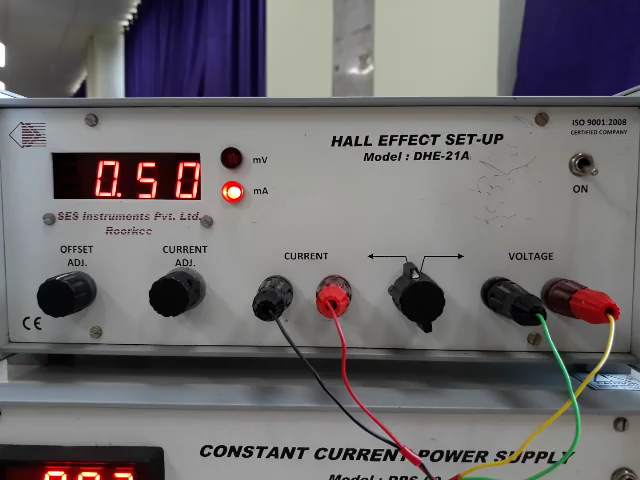 ISO 9001:2008
CERTIFIED COMPANY
HALL EFFECT SET-UP
Model : DHE-21A
0.50
mV
mA
ON
SES Instruments Pvt. Ltd.
Roorkee
OFFSET
ADJ.
CURRENT
ADJ.
CURRENT
VOLTAGE
CE
CONSTANT CURRENT POWER SUPPLY